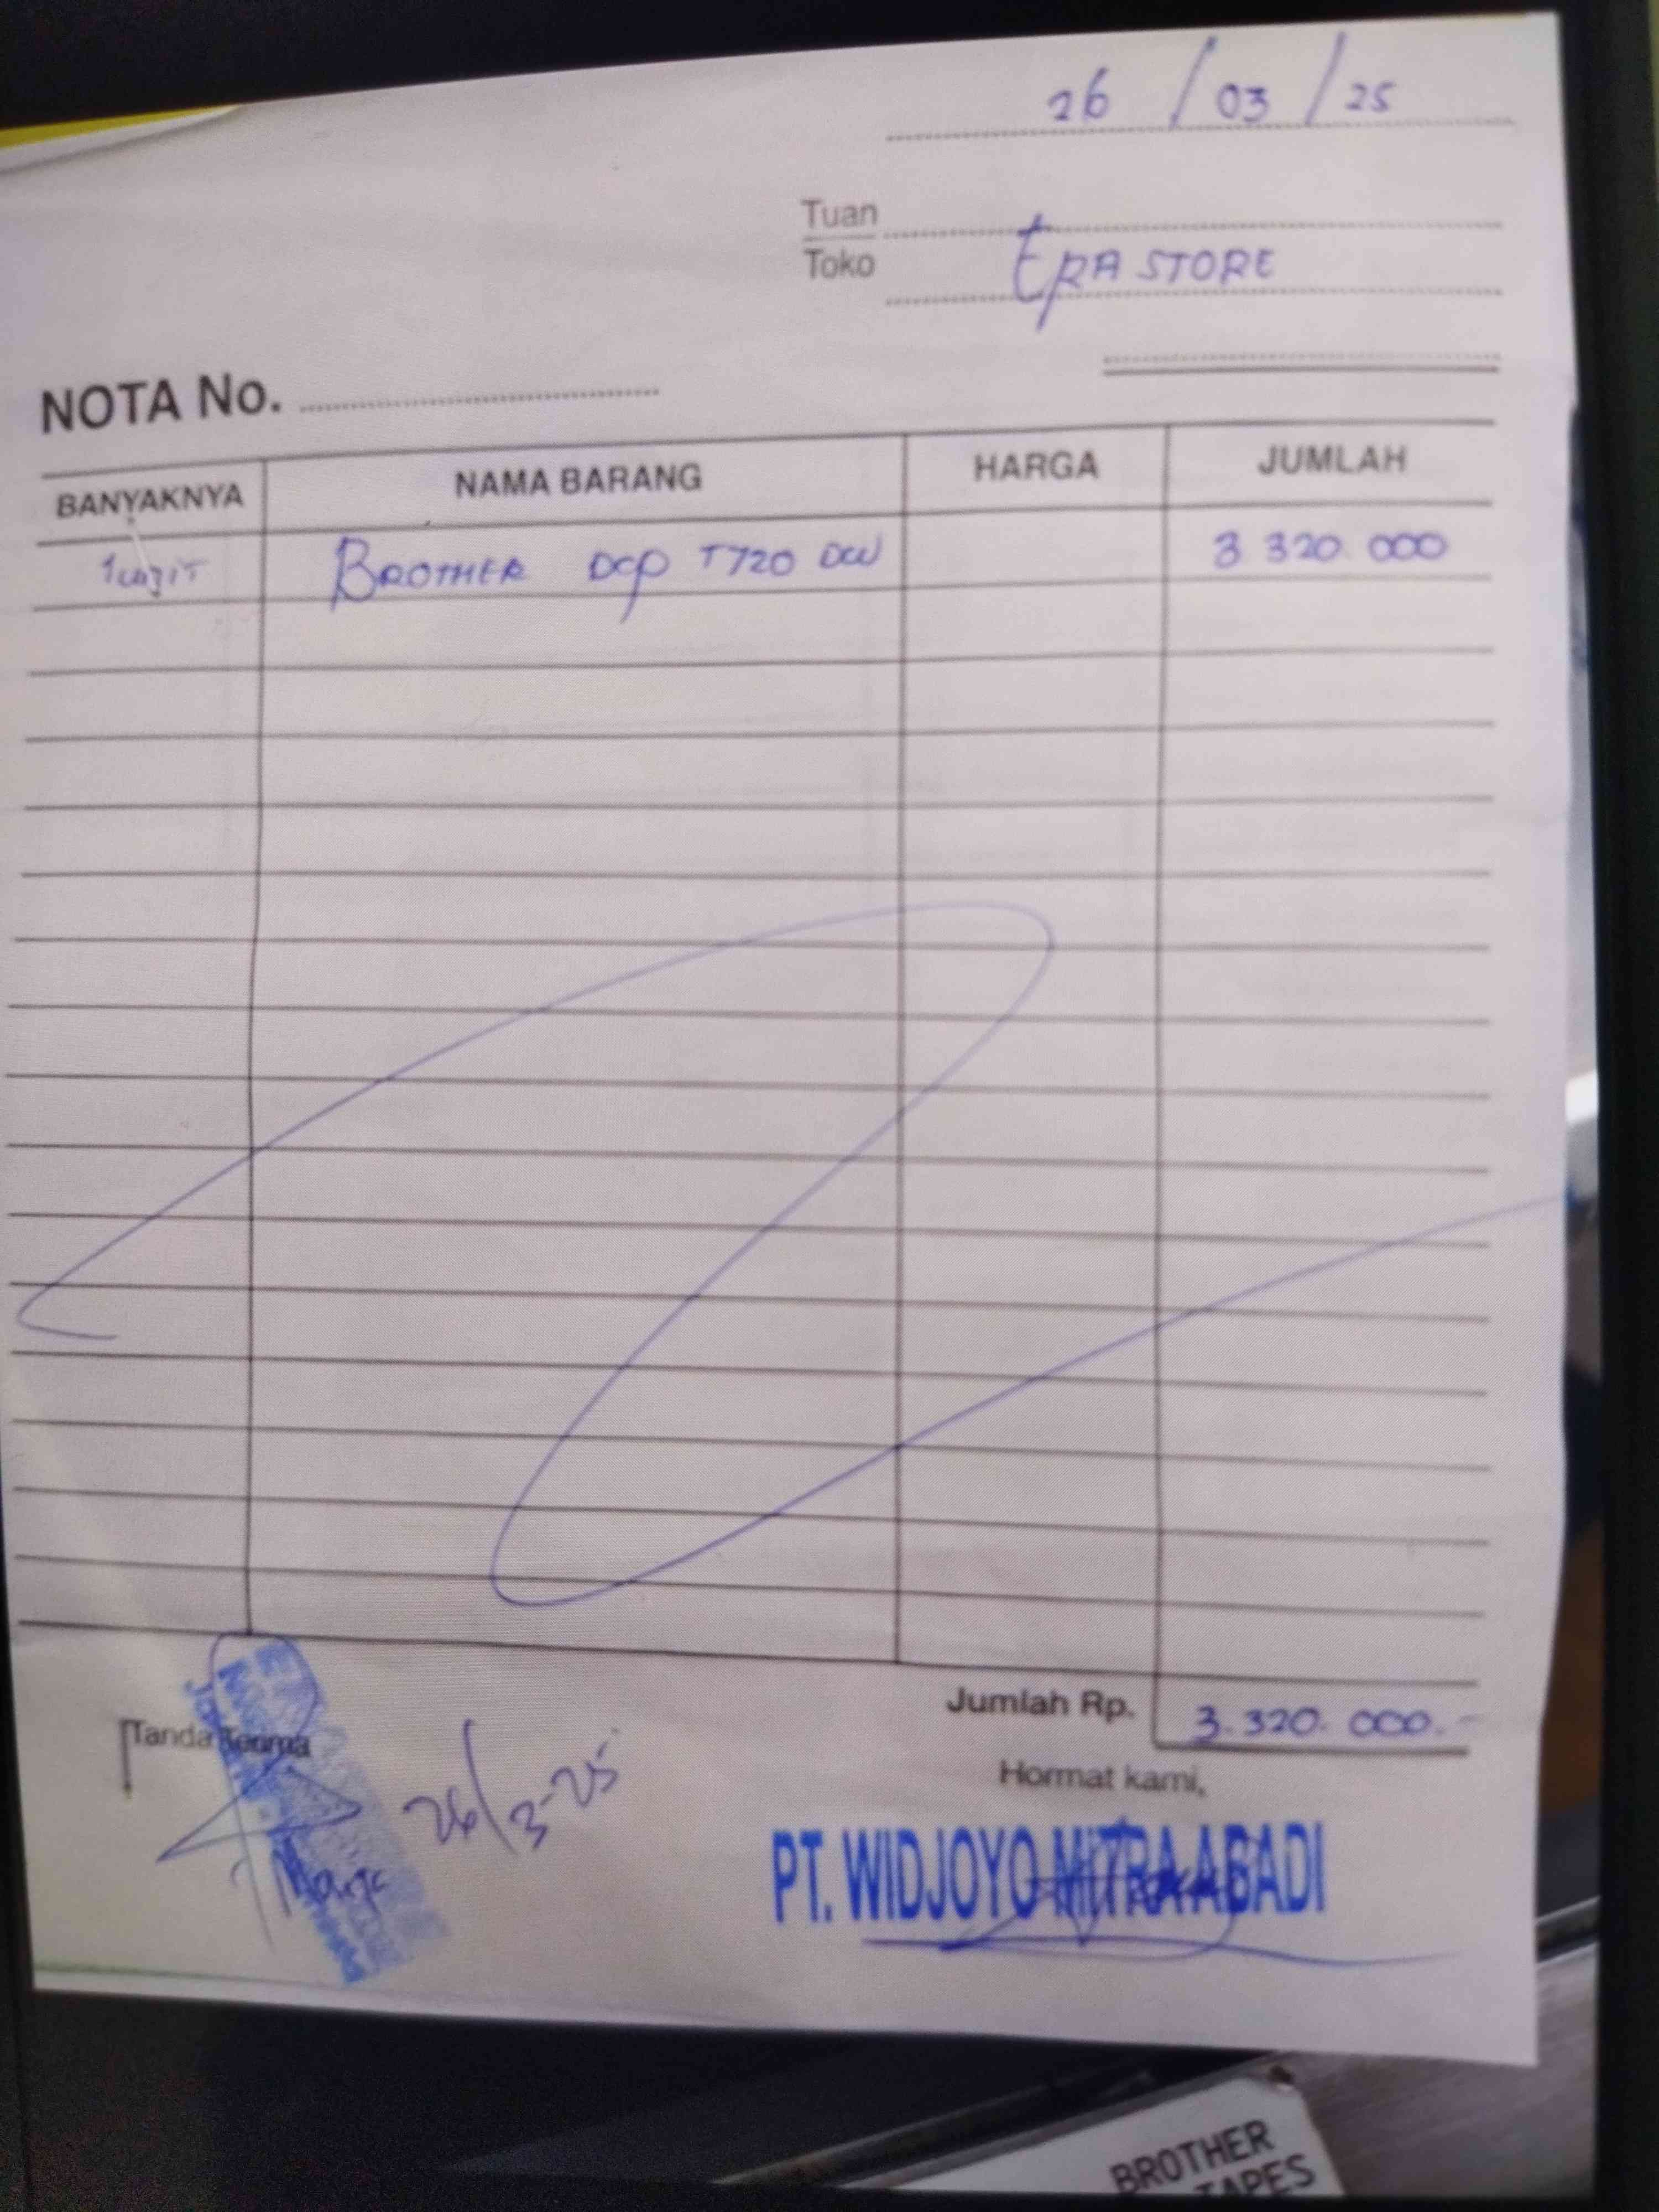 26 / 03 / 25
Tuan
Toko ERA STORE
NOTA No.
BANYAKNYA NAMA BARANG HARGA JUMLAH
1 unit BROTHER DCP T720 DW 3 320.000
Jumlah Rp. 3.320.000.-
Tanda Terima
26/3-25
Hormat kami,
PT. WIDJOYO MITRA ABADI
BROTHER
TAPES